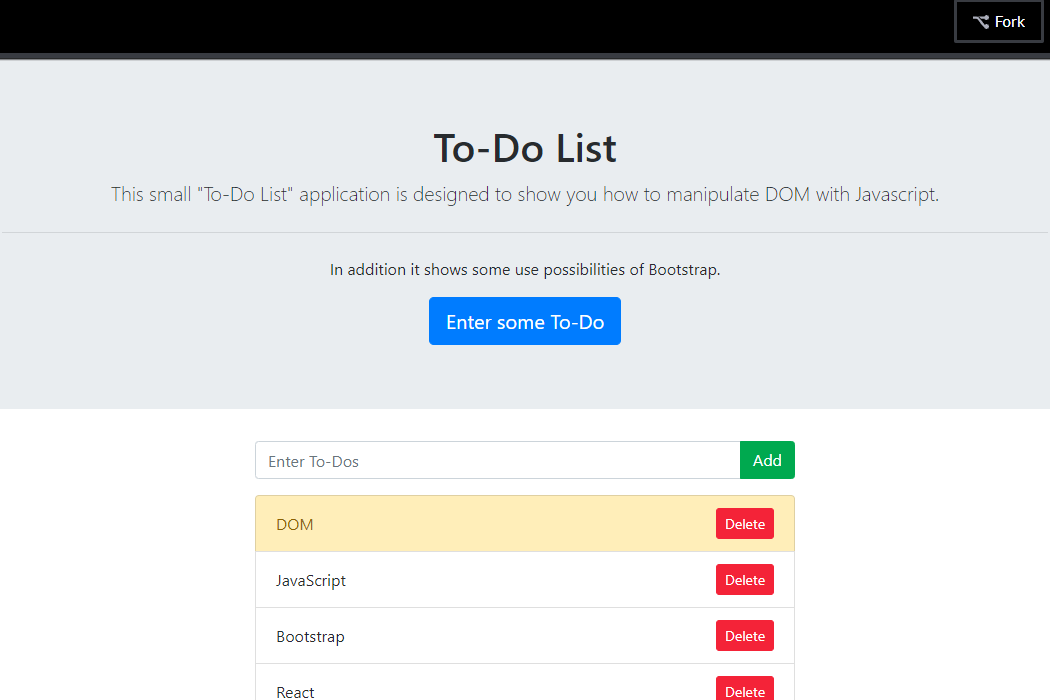 Fork
To-Do List
This small "To-Do List" application is designed to show you how to manipulate DOM with Javascript.
In addition it shows some use possibilities of Bootstrap.
Enter some To-Do
Enter To-Dos Add
DOM Delete
JavaScript Delete
Bootstrap Delete
React Delete